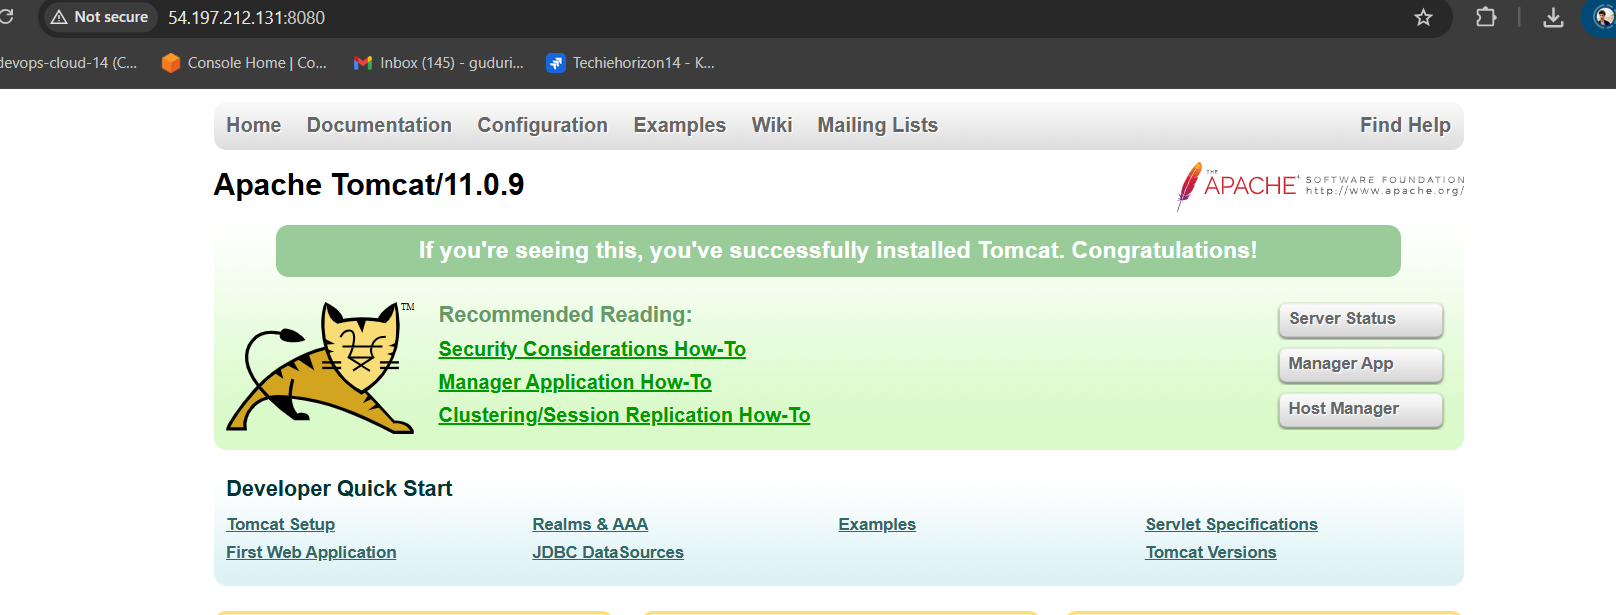 Not secure 54.197.212.131:8080
devops-cloud-14 (C... Console Home | Co... Inbox (145) - guduri... Techiehorizon14 - K...
Home Documentation Configuration Examples Wiki Mailing Lists Find Help
Apache Tomcat/11.0.9
THE APACHE SOFTWARE FOUNDATION
http://www.apache.org/
If you're seeing this, you've successfully installed Tomcat. Congratulations!
TM
Recommended Reading:
Security Considerations How-To
Manager Application How-To
Clustering/Session Replication How-To
Server Status
Manager App
Host Manager
Developer Quick Start
Tomcat Setup Realms & AAA Examples Servlet Specifications
First Web Application JDBC DataSources Tomcat Versions